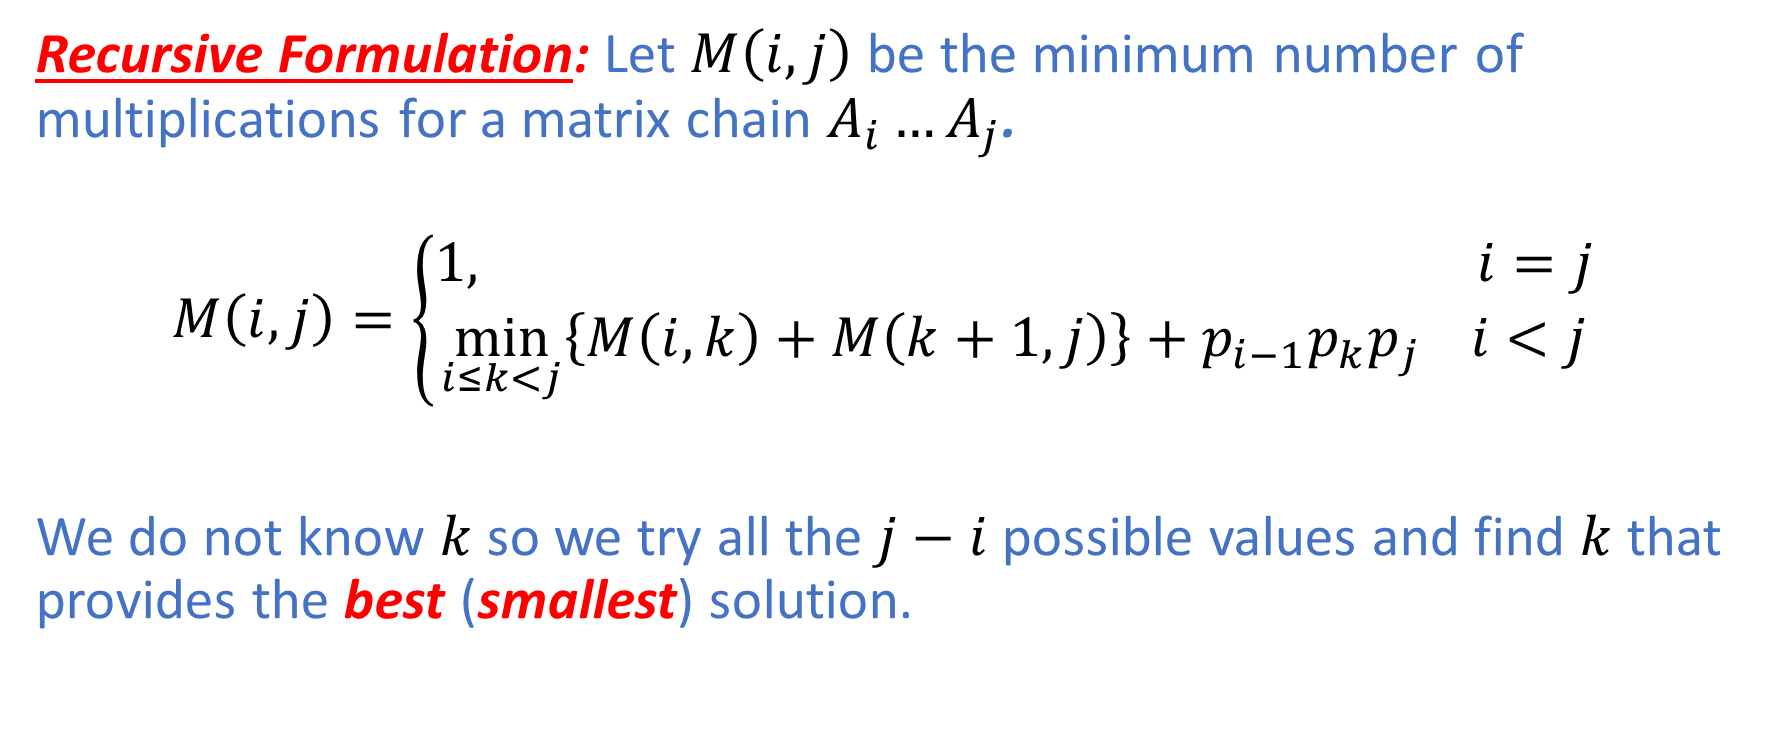 Recursive Formulation: Let M(i, j) be the minimum number of
multiplications for a matrix chain A_i … A_j.
M(i, j) = { 1, i = j
min_{i≤k<j} {M(i, k) + M(k + 1, j)} + p_{i−1}p_kp_j i < j
We do not know k so we try all the j − i possible values and find k that
provides the best (smallest) solution.